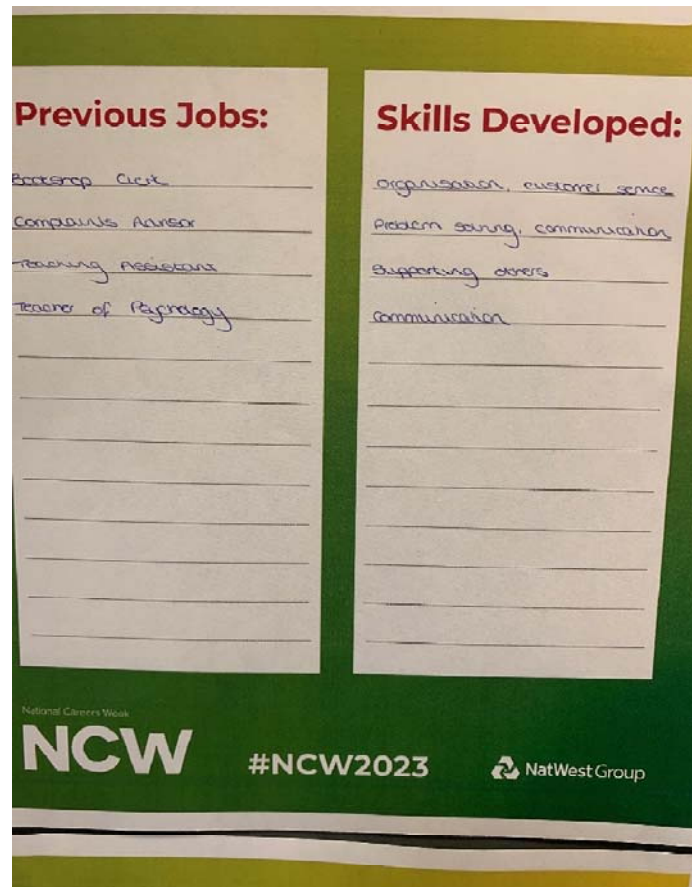 Previous Jobs:
Clerk
Complaints Advisor
Teaching Assistant
Teacher of Psychology
Skills Developed:
organisation, customer service
Problem solving, communication
Supporting others
communication
National Careers Week
NCW
#NCW2023
NatWest Group